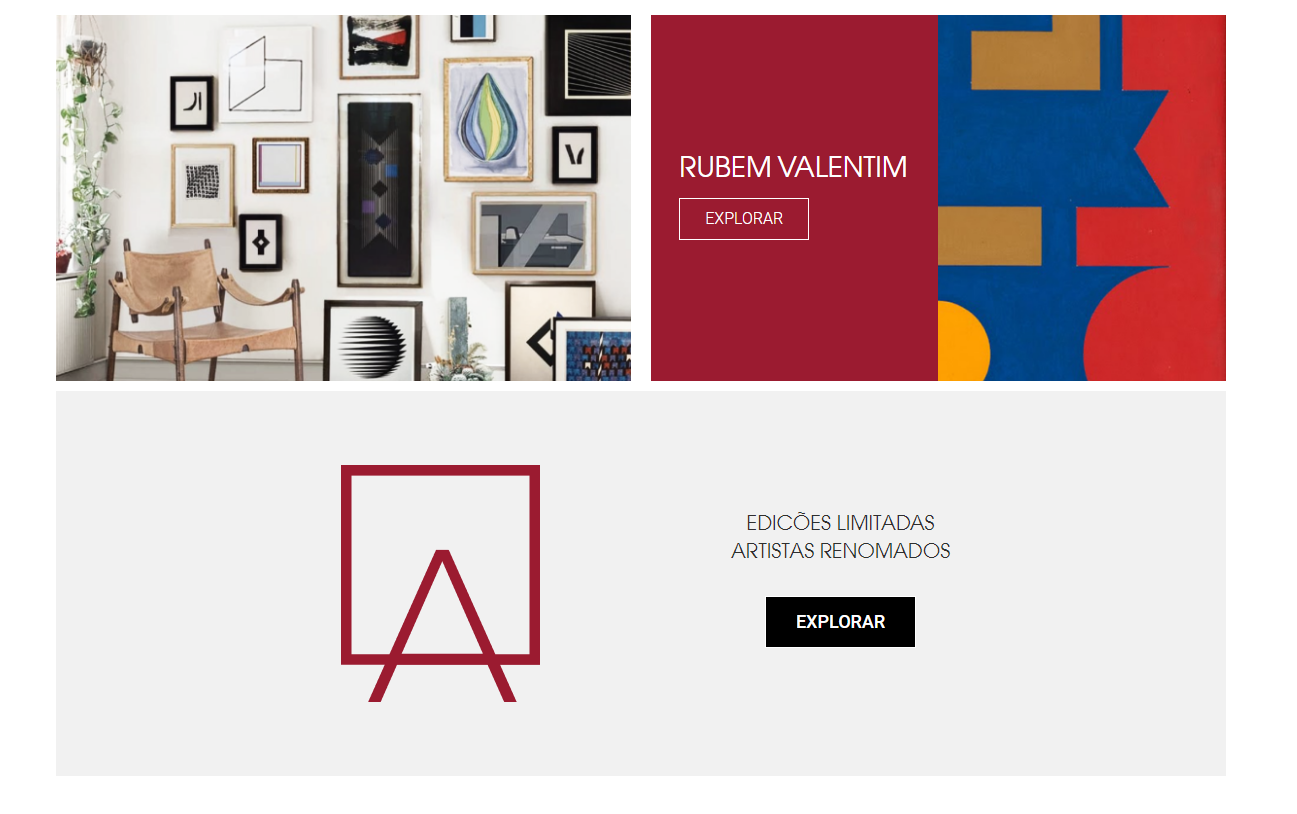 RUBEM VALENTIM
EXPLORAR
EDICÕES LIMITADAS
ARTISTAS RENOMADOS
EXPLORAR